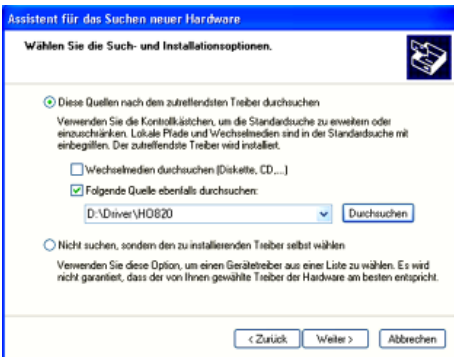 Assistent für das Suchen neuer Hardware
Wählen Sie die Such- und Installationsoptionen.
Diese Quellen nach dem zutreffendsten Treiber durchsuchen
Verwenden Sie die Kontrollkästchen, um die Standardsuche zu erweitern oder
einzuschränken. Lokale Pfade und Wechselmedien sind in der Standardsuche mit
einbegriffen. Der zutreffendste Treiber wird installiert.
Wechselmedien durchsuchen (Diskette, CD,...)
Folgende Quelle ebenfalls durchsuchen:
D:\Driver\HO820 Durchsuchen
Nicht suchen, sondern den zu installierenden Treiber selbst wählen
Verwenden Sie diese Option, um einen Gerätetreiber aus einer Liste zu wählen. Es wird
nicht garantiert, dass der von Ihnen gewählte Treiber der Hardware am besten entspricht.
< Zurück Weiter > Abbrechen